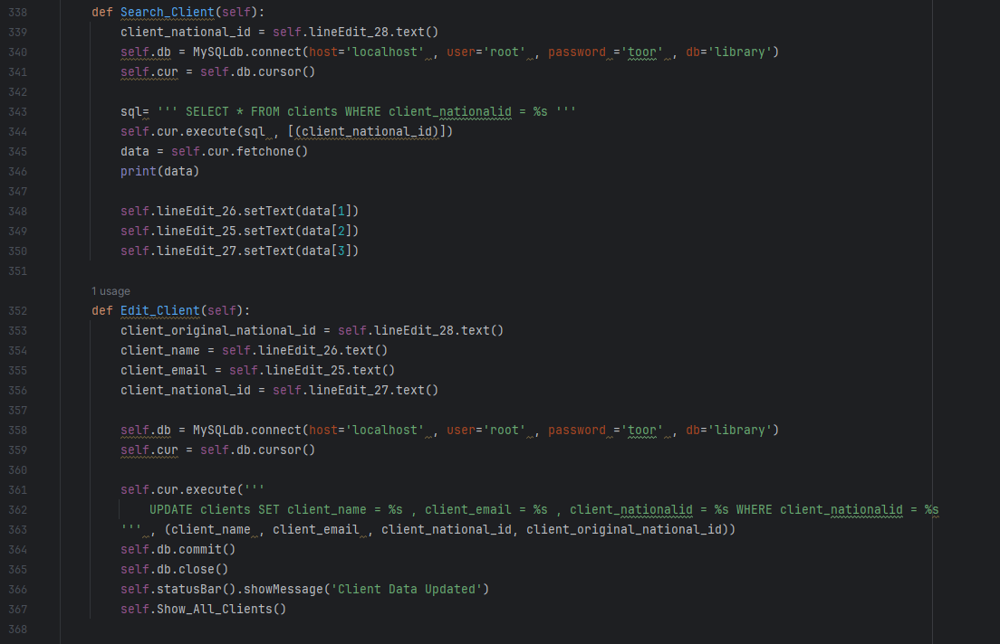 338 def Search_Client(self):
339 client_national_id = self.lineEdit_28.text()
340 self.db = MySQLdb.connect(host='localhost' , user='root' , password ='toor' , db='library')
341 self.cur = self.db.cursor()
342
343 sql= ''' SELECT * FROM clients WHERE client_nationalid = %s '''
344 self.cur.execute(sql , [(client_national_id)])
345 data = self.cur.fetchone()
346 print(data)
347
348 self.lineEdit_26.setText(data[1])
349 self.lineEdit_25.setText(data[2])
350 self.lineEdit_27.setText(data[3])
351
1 usage
352 def Edit_Client(self):
353 client_original_national_id = self.lineEdit_28.text()
354 client_name = self.lineEdit_26.text()
355 client_email = self.lineEdit_25.text()
356 client_national_id = self.lineEdit_27.text()
357
358 self.db = MySQLdb.connect(host='localhost' , user='root' , password ='toor' , db='library')
359 self.cur = self.db.cursor()
360
361 self.cur.execute('''
362 UPDATE clients SET client_name = %s , client_email = %s , client_nationalid = %s WHERE client_nationalid = %s
363 ''' , (client_name , client_email , client_national_id, client_original_national_id))
364 self.db.commit()
365 self.db.close()
366 self.statusBar().showMessage('Client Data Updated')
367 self.Show_All_Clients()
368